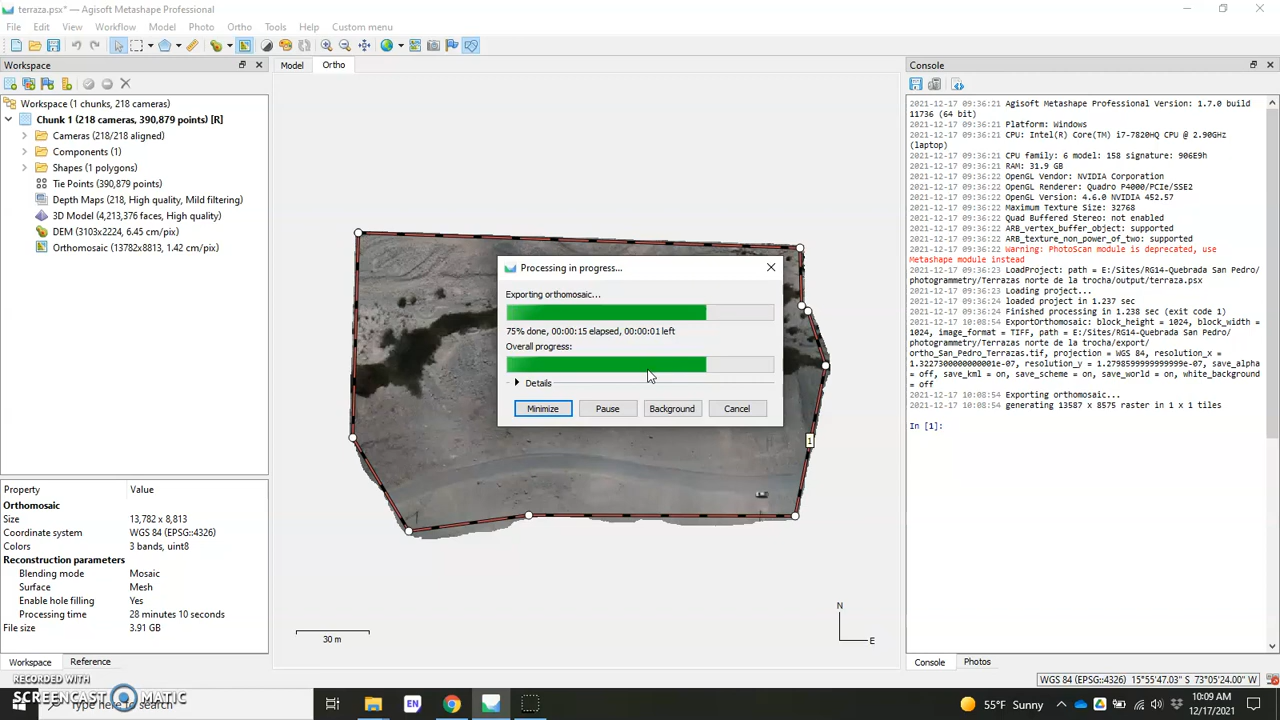 terraza.psx* — Agisoft Metashape Professional
File Edit View Workflow Model Photo Ortho Tools Help Custom menu
Workspace
Workspace (1 chunks, 218 cameras)
Chunk 1 (218 cameras, 390,879 points) [R]
Cameras (218/218 aligned)
Components (1)
Shapes (1 polygons)
Tie Points (390,879 points)
Depth Maps (218, High quality, Mild filtering)
3D Model (4,213,376 faces, High quality)
DEM (3103x2224, 6.45 cm/pix)
Orthomosaic (13782x8813, 1.42 cm/pix)
Property Value
Orthomosaic
Size 13,782 x 8,813
Coordinate system WGS 84 (EPSG::4326)
Colors 3 bands, uint8
Reconstruction parameters
Blending mode Mosaic
Surface Mesh
Enable hole filling Yes
Processing time 28 minutes 10 seconds
File size 3.91 GB
Workspace Reference
Model Ortho
Processing in progress...
Exporting orthomosaic...
75% done, 00:00:15 elapsed, 00:00:01 left
Overall progress:
Details
Minimize Pause Background Cancel
1
30 m
N
E
Console
2021-12-17 09:36:21 Agisoft Metashape Professional Version: 1.7.0 build
11736 (64 bit)
2021-12-17 09:36:21 Platform: Windows
2021-12-17 09:36:21 CPU: Intel(R) Core(TM) i7-7820HQ CPU @ 2.90GHz
(laptop)
2021-12-17 09:36:21 CPU family: 6 model: 158 signature: 906E9h
2021-12-17 09:36:21 RAM: 31.9 GB
2021-12-17 09:36:22 OpenGL Vendor: NVIDIA Corporation
2021-12-17 09:36:22 OpenGL Renderer: Quadro P4000/PCIe/SSE2
2021-12-17 09:36:22 OpenGL Version: 4.6.0 NVIDIA 452.57
2021-12-17 09:36:22 Maximum Texture Size: 32768
2021-12-17 09:36:22 Quad Buffered Stereo: not enabled
2021-12-17 09:36:22 ARB_vertex_buffer_object: supported
2021-12-17 09:36:22 ARB_texture_non_power_of_two: supported
2021-12-17 09:36:22 Warning: PhotoScan module is deprecated, use
Metashape module instead
2021-12-17 09:36:23 LoadProject: path = E:/Sites/RG14-Quebrada San Pedro/
photogrammetry/Terrazas norte de la trocha/output/terraza.psx
2021-12-17 09:36:23 Loading project...
2021-12-17 09:36:24 loaded project in 1.237 sec
2021-12-17 09:36:24 Finished processing in 1.238 sec (exit code 1)
2021-12-17 10:08:54 ExportOrthomosaic: block_height = 1024, block_width =
1024, image_format = TIFF, path = E:/Sites/RG14-Quebrada San Pedro/
photogrammetry/Terrazas norte de la trocha/export/
ortho_San_Pedro_Terrazas.tif, projection = WGS 84, resolution_x =
1.3227300000000001e-07, resolution_y = 1.2798599999999999e-07, save_alpha
= off, save_kml = on, save_scheme = on, save_world = on, white_background
= off
2021-12-17 10:08:54 Exporting orthomosaic...
2021-12-17 10:08:54 generating 13587 x 8575 raster in 1 x 1 tiles
In [1]:
Console Photos
WGS 84 (EPSG::4326) 15°55'47.03" S 73°05'24.00" W
RECORDED WITH
SCREENCAST MATIC
Type here to search
EN
55°F Sunny
10:09 AM
12/17/2021